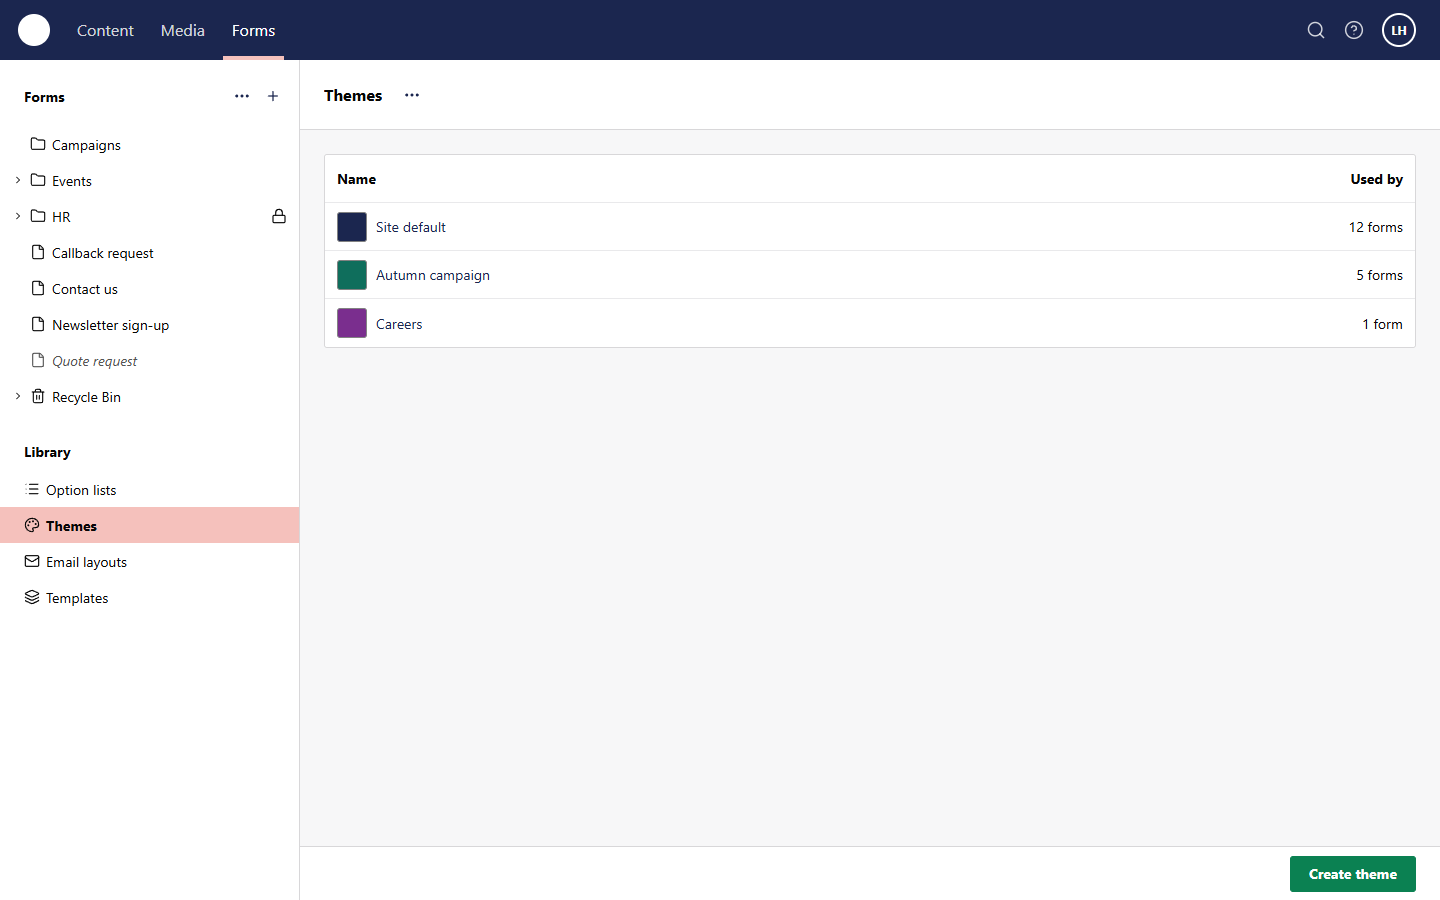 Content Media Forms
LH
Forms
Campaigns
Events
HR
Callback request
Contact us
Newsletter sign-up
Quote request
Recycle Bin
Library
Option lists
Themes
Email layouts
Templates
Themes
Name Used by
Site default 12 forms
Autumn campaign 5 forms
Careers 1 form
Create theme